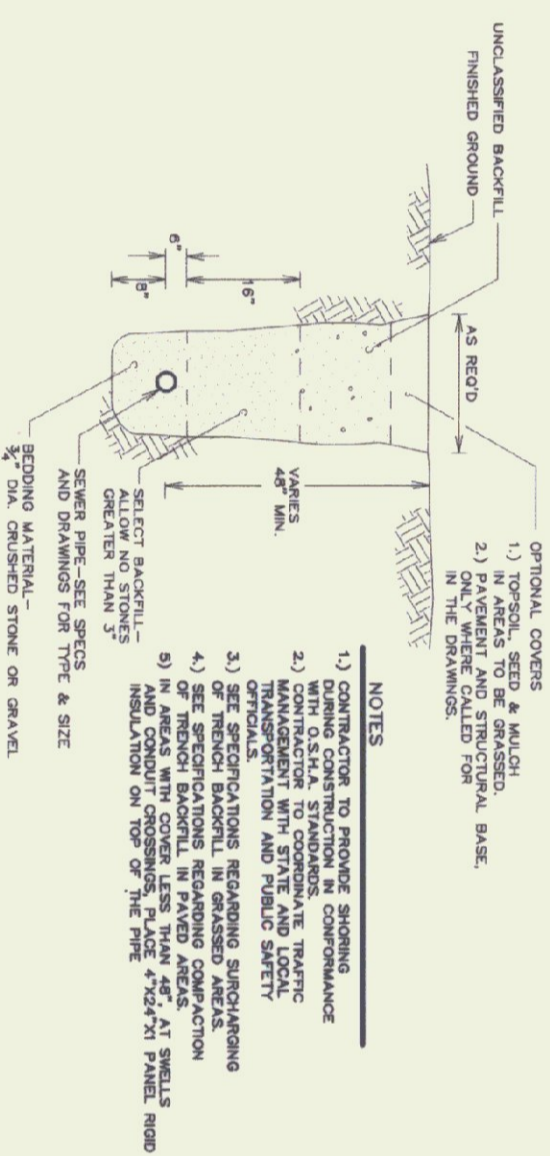 UNCLASSIFIED BACKFILL
FINISHED GROUND
AS REQ'D
OPTIONAL COVERS
1.) TOPSOIL, SEED & MULCH
IN AREAS TO BE GRASSED.
2.) PAVEMENT AND STRUCTURAL BASE,
ONLY WHERE CALLED FOR
IN THE DRAWINGS.
16"
6"
8"
VARIES
48" MIN.
SELECT BACKFILL–
ALLOW NO STONES
GREATER THAN 3"
SEWER PIPE–SEE SPECS
AND DRAWINGS FOR TYPE & SIZE
BEDDING MATERIAL–
3/4" DIA. CRUSHED STONE OR GRAVEL
NOTES
1.) CONTRACTOR TO PROVIDE SHORING
DURING CONSTRUCTION IN CONFORMANCE
WITH O.S.H.A. STANDARDS.
2.) CONTRACTOR TO COORDINATE TRAFFIC
MANAGEMENT WITH STATE AND LOCAL
TRANSPORTATION AND PUBLIC SAFETY
OFFICIALS.
3.) SEE SPECIFICATIONS REGARDING SURCHARGING
OF TRENCH BACKFILL IN GRASSED AREAS.
4.) SEE SPECIFICATIONS REGARDING COMPACTION
OF TRENCH BACKFILL IN PAVED AREAS.
5) IN AREAS WITH COVER LESS THAN 48", AT SWELLS
AND CONDUIT CROSSINGS, PLACE 4"X24"X1 PANEL RIGID
INSULATION ON TOP OF THE PIPE